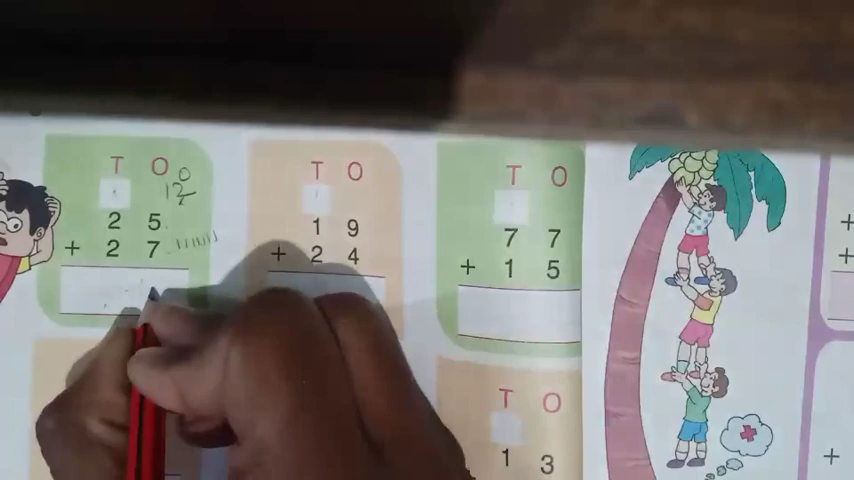 T O
12
2 5
+ 2 7
T O
1 9
+ 2 4
T O
7 7
+ 1 5
T O
1 3
+
+
+